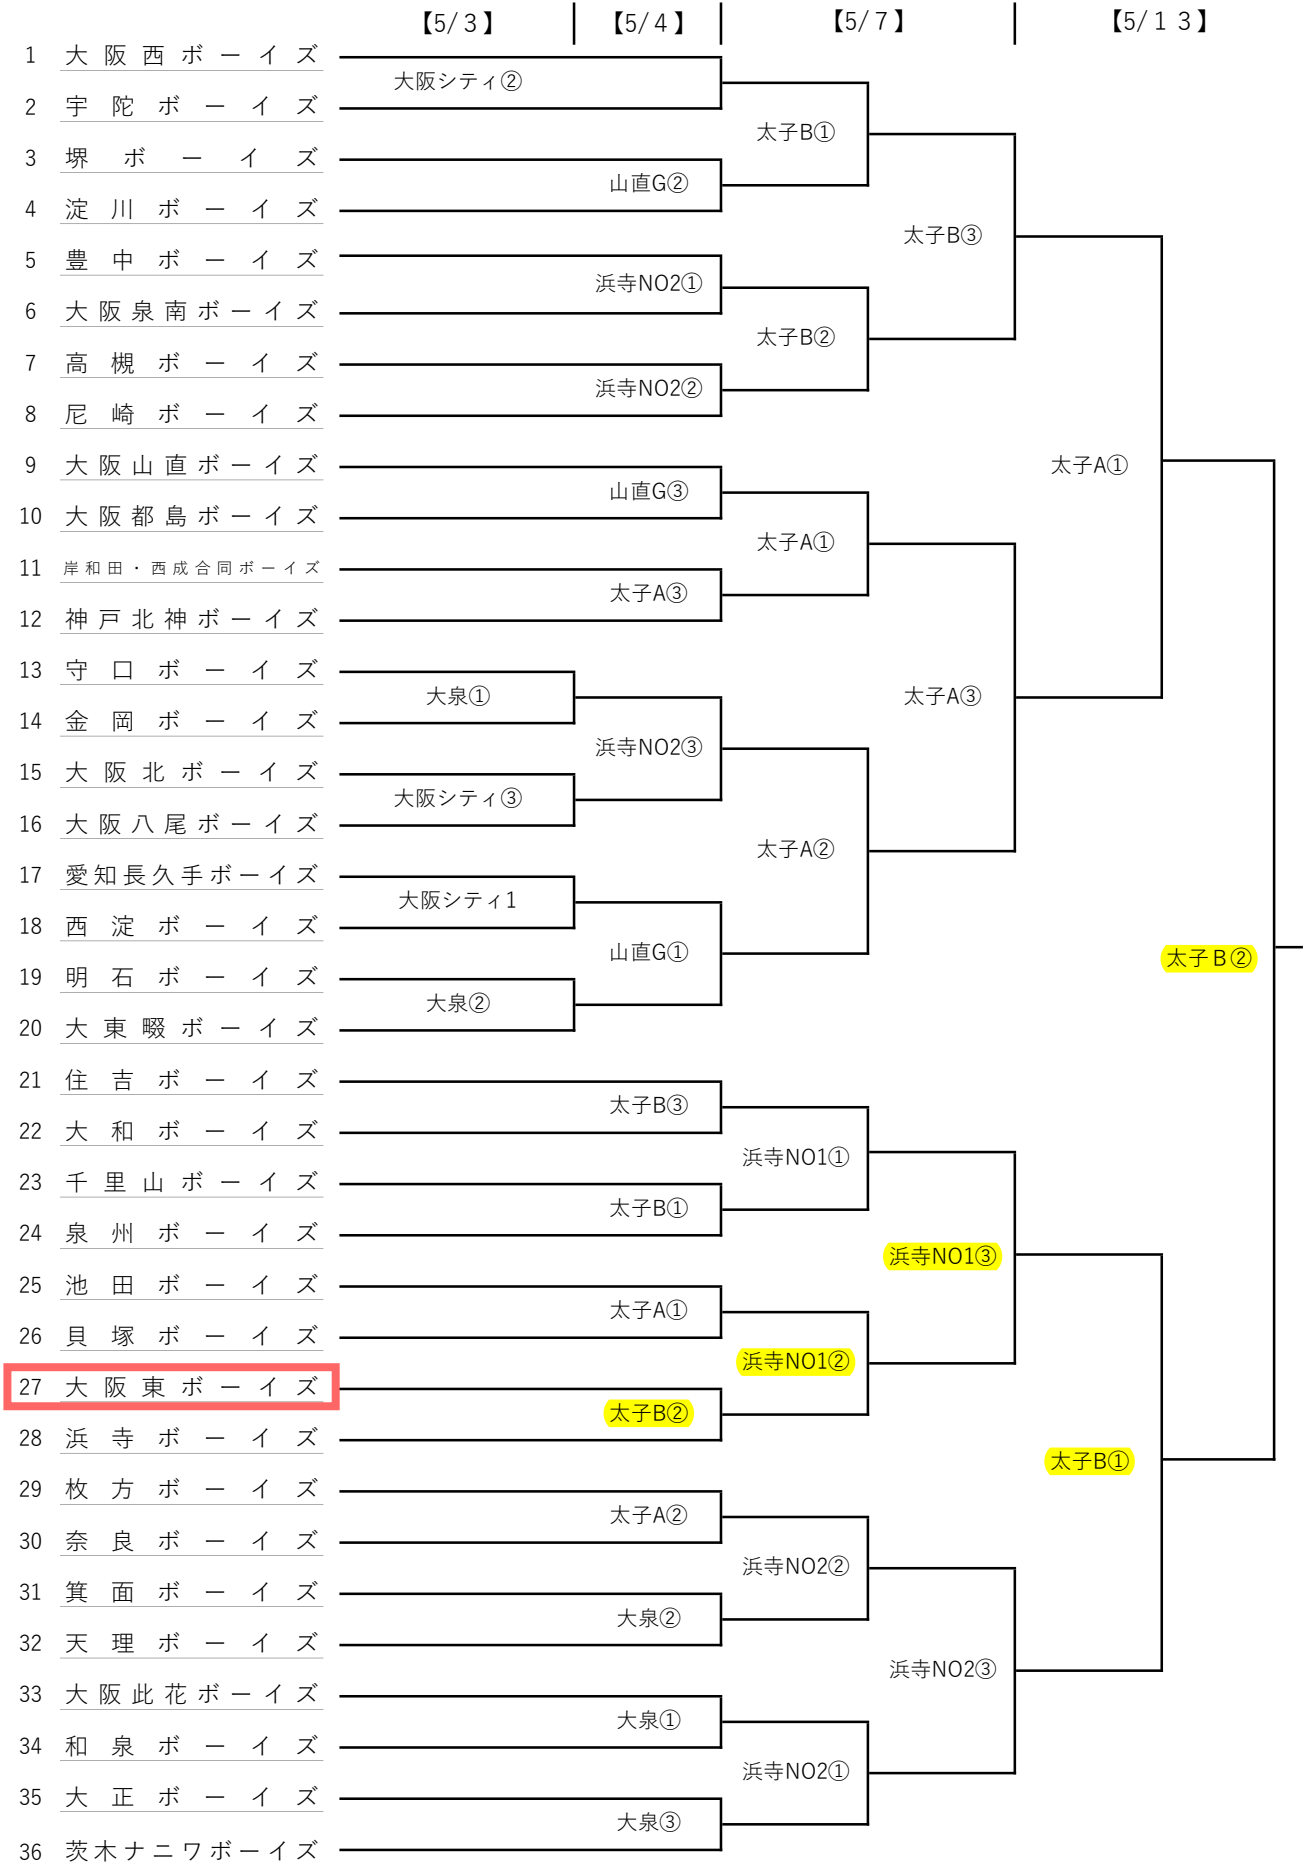 【5/３】 【5/４】 【5/７】 【5/１３】
1 大阪西ボーイズ
大阪シティ②
2 宇陀ボーイズ
太子B①
3 堺ボーイズ
山直G②
4 淀川ボーイズ
太子B③
5 豊中ボーイズ
浜寺NO2①
6 大阪泉南ボーイズ
太子B②
7 高槻ボーイズ
浜寺NO2②
8 尼崎ボーイズ
9 大阪山直ボーイズ
太子A①
山直G③
10 大阪都島ボーイズ
太子A①
11 岸和田・西成合同ボーイズ
太子A③
12 神戸北神ボーイズ
13 守口ボーイズ
大泉①
太子A③
14 金岡ボーイズ
浜寺NO2③
15 大阪北ボーイズ
大阪シティ③
16 大阪八尾ボーイズ
太子A②
17 愛知長久手ボーイズ
大阪シティ1
18 西淀ボーイズ
山直G①
太子Ｂ②
19 明石ボーイズ
大泉②
20 大東畷ボーイズ
21 住吉ボーイズ
太子B③
22 大和ボーイズ
浜寺NO1①
23 千里山ボーイズ
太子B①
24 泉州ボーイズ
浜寺NO1③
25 池田ボーイズ
太子A①
26 貝塚ボーイズ
浜寺NO1②
27 大阪東ボーイズ
太子B②
28 浜寺ボーイズ
太子B①
29 枚方ボーイズ
太子A②
30 奈良ボーイズ
浜寺NO2②
31 箕面ボーイズ
大泉②
32 天理ボーイズ
浜寺NO2③
33 大阪此花ボーイズ
大泉①
34 和泉ボーイズ
浜寺NO2①
35 大正ボーイズ
大泉③
36 茨木ナニワボーイズ